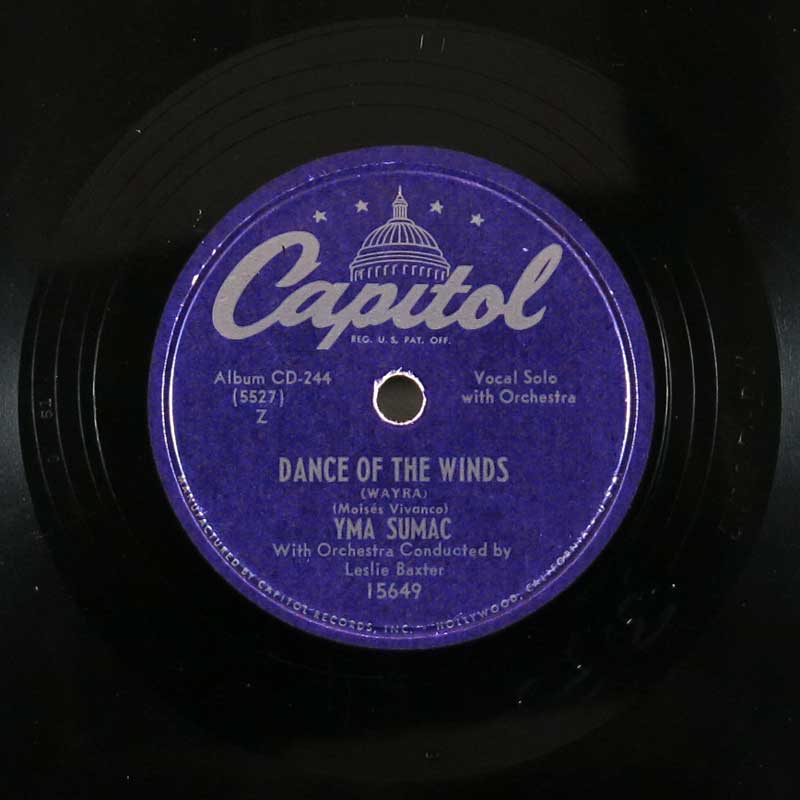 Capitol
REG. U.S. PAT. OFF.
Album CD-244
(5527)
Z
Vocal Solo
with Orchestra
DANCE OF THE WINDS
(WAYRA)
(Moisés Vivanco)
YMA SUMAC
With Orchestra Conducted by
Leslie Baxter
15649
MANUFACTURED BY CAPITOL RECORDS, INC. - HOLLYWOOD, CALIFORNIA - U.S.A.